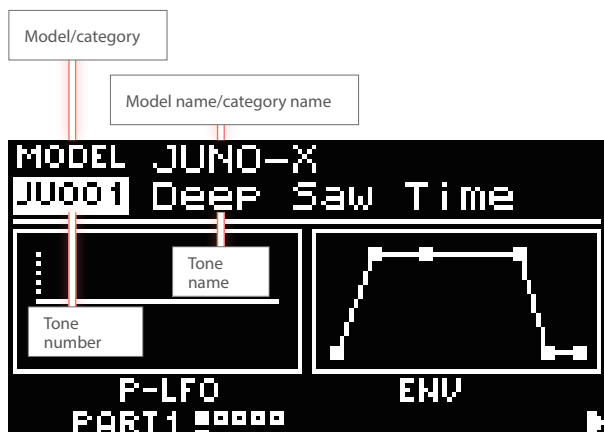 Model/category
Model name/category name
MODEL JUNO-X
JU001 Deep Saw Time
Tone name
Tone number
P-LFO ENV
PART1